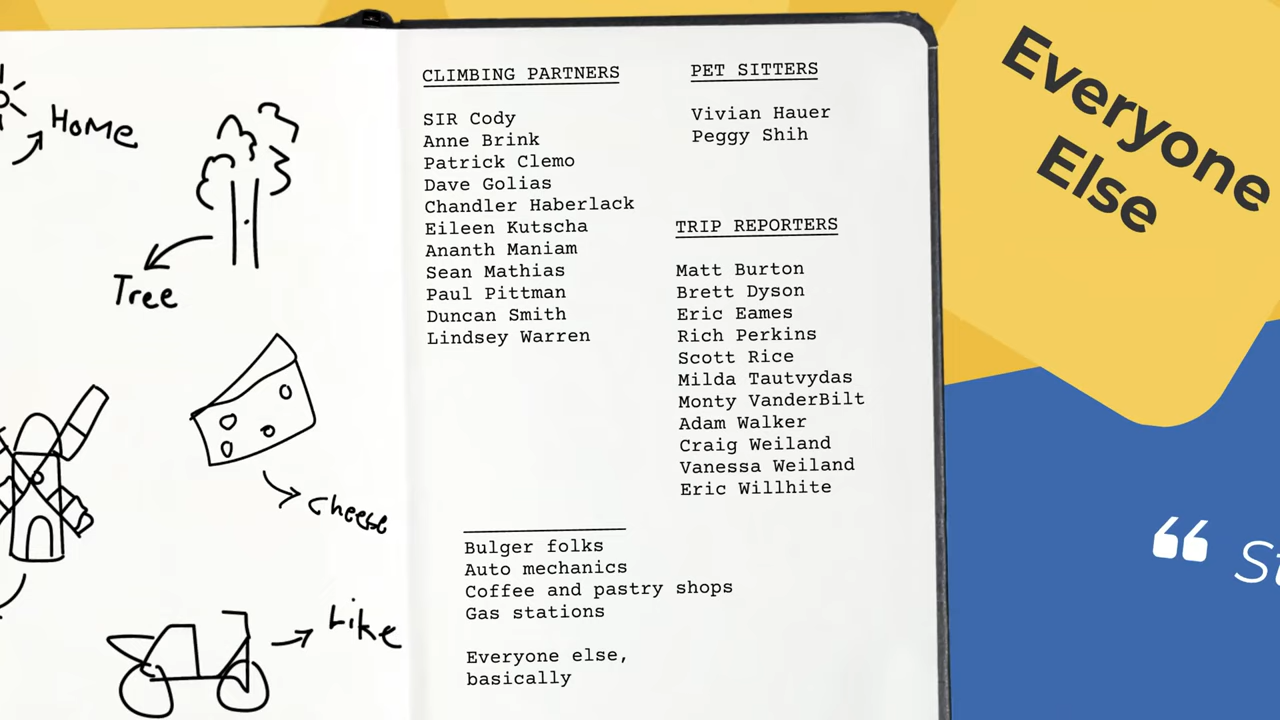 Home
Tree
Cheese
Like
CLIMBING PARTNERS
SIR Cody
Anne Brink
Patrick Clemo
Dave Golias
Chandler Haberlack
Eileen Kutscha
Ananth Maniam
Sean Mathias
Paul Pittman
Duncan Smith
Lindsey Warren
PET SITTERS
Vivian Hauer
Peggy Shih
TRIP REPORTERS
Matt Burton
Brett Dyson
Eric Eames
Rich Perkins
Scott Rice
Milda Tautvydas
Monty VanderBilt
Adam Walker
Craig Weiland
Vanessa Weiland
Eric Willhite
Bulger folks
Auto mechanics
Coffee and pastry shops
Gas stations
Everyone else,
basically
Everyone
Else